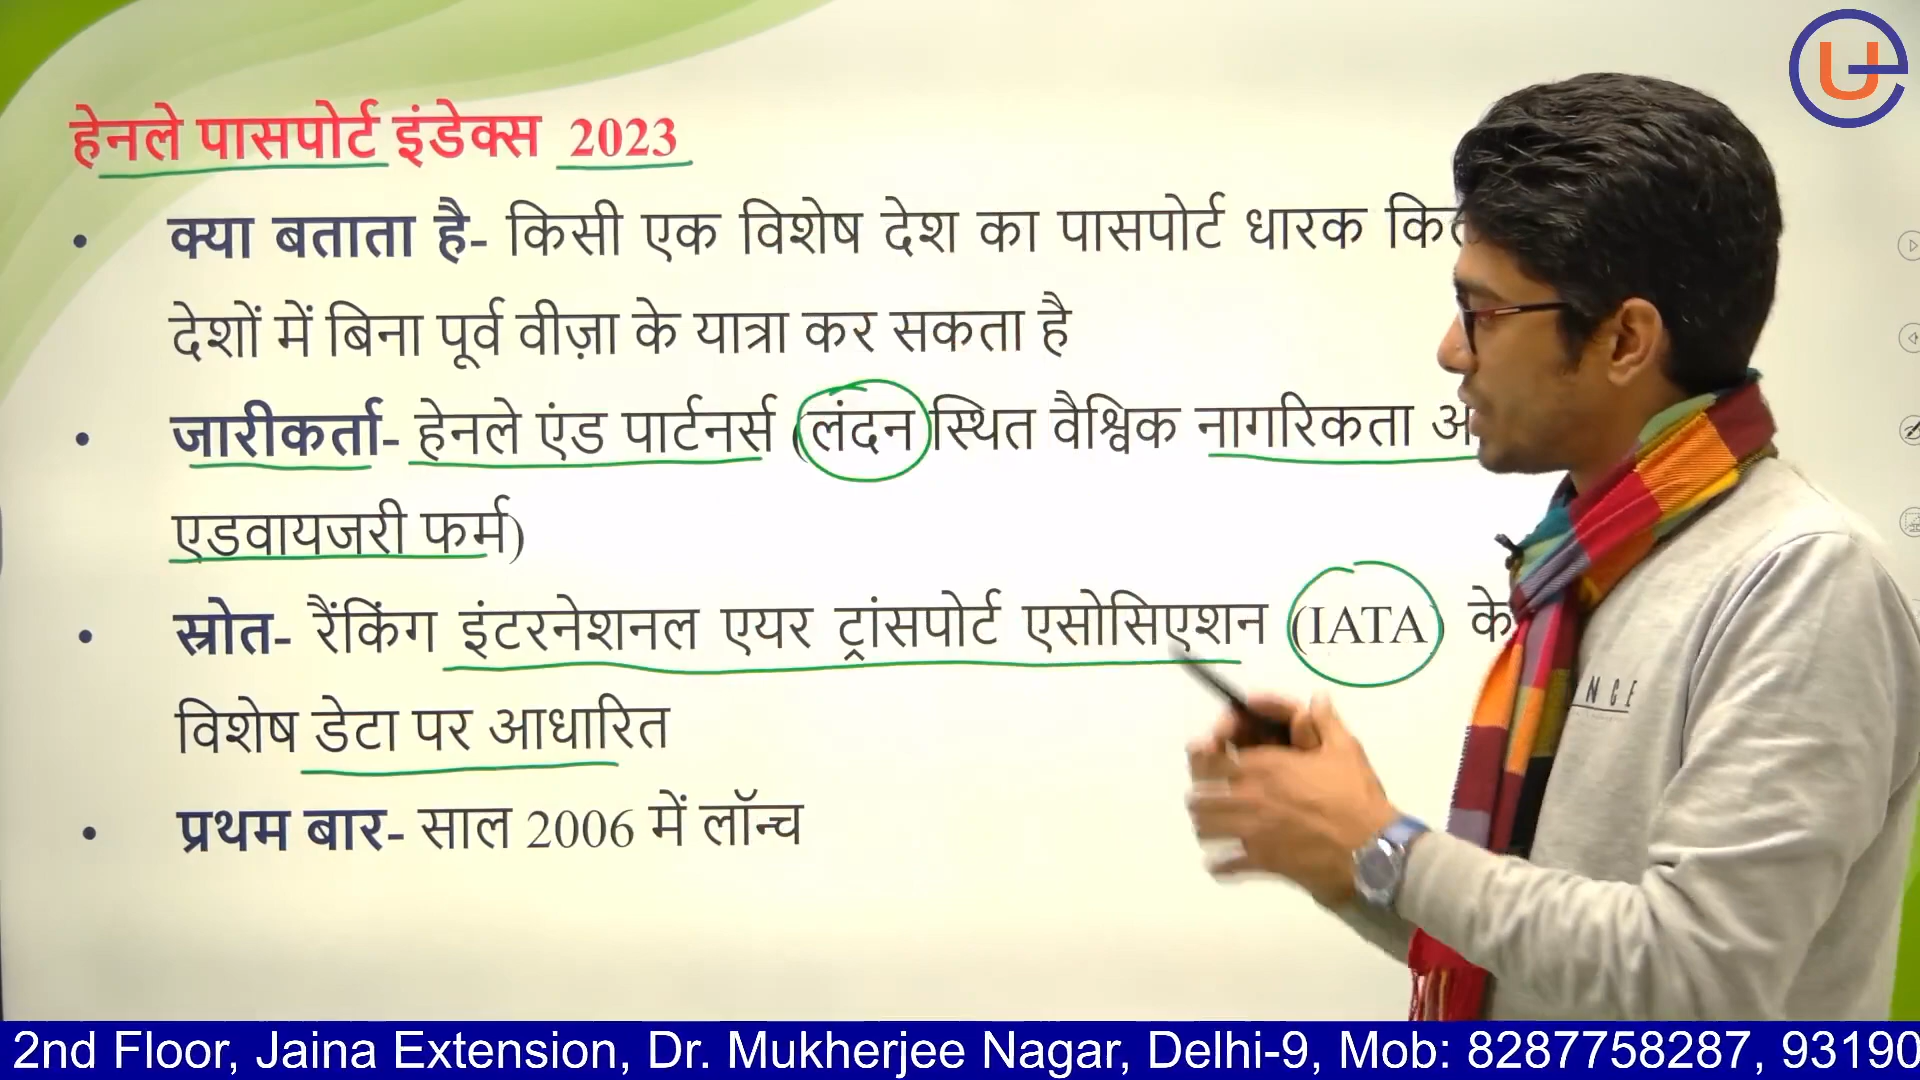 हेनले पासपोर्ट इंडेक्स 2023
• क्या बताता है- किसी एक विशेष देश का पासपोर्ट धारक
देशों में बिना पूर्व वीज़ा के यात्रा कर सकता है
• जारीकर्ता- हेनले एंड पार्टनर्स (लंदन स्थित वैश्विक नागरिकता
एडवायजरी फर्म)
• स्रोत- रैंकिंग इंटरनेशनल एयर ट्रांसपोर्ट एसोसिएशन (IATA) के
विशेष डेटा पर आधारित
• प्रथम बार- साल 2006 में लॉन्च
NCE
2nd Floor, Jaina Extension, Dr. Mukherjee Nagar, Delhi-9, Mob: 8287758287, 93190